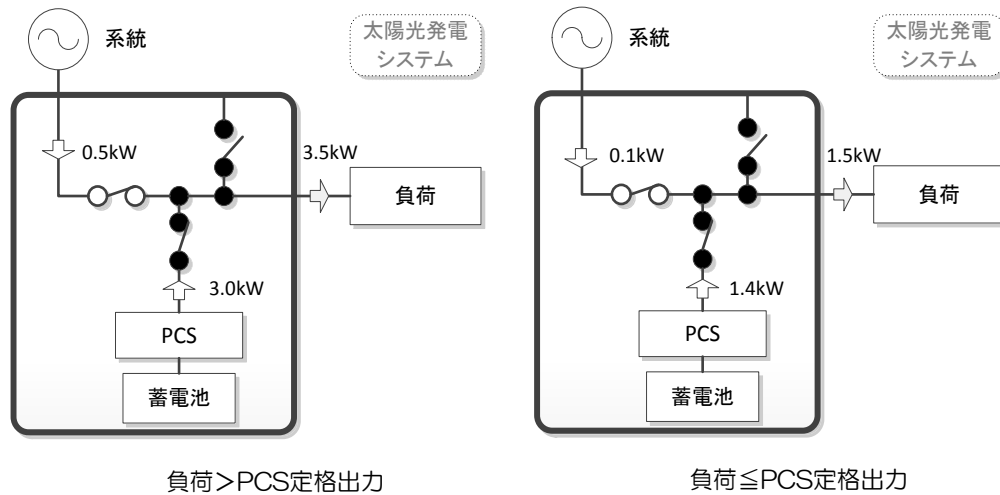 系統
太陽光発電
システム
0.5kW
3.5kW
負荷
3.0kW
PCS
蓄電池
負荷＞PCS定格出力
系統
太陽光発電
システム
0.1kW
1.5kW
負荷
1.4kW
PCS
蓄電池
負荷≦PCS定格出力